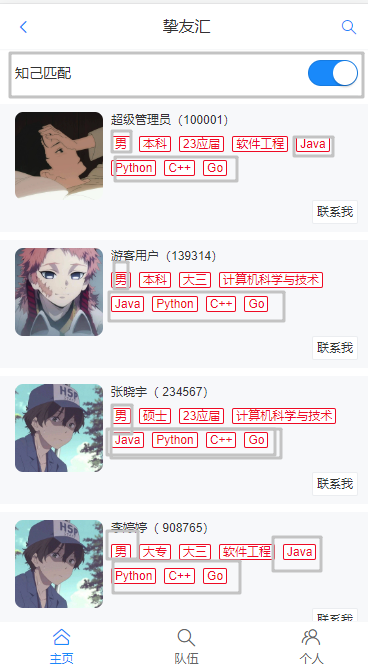 挚友汇
知己匹配
超级管理员（100001）
男 本科 23应届 软件工程 Java
Python C++ Go
联系我
游客用户（139314）
男 本科 大三 计算机科学与技术
Java Python C++ Go
联系我
张晓宇（ 234567）
男 硕士 23应届 计算机科学与技术
Java Python C++ Go
联系我
李婷婷（ 908765）
男 大专 大三 软件工程 Java
Python C++ Go
联系我
主页 队伍 个人